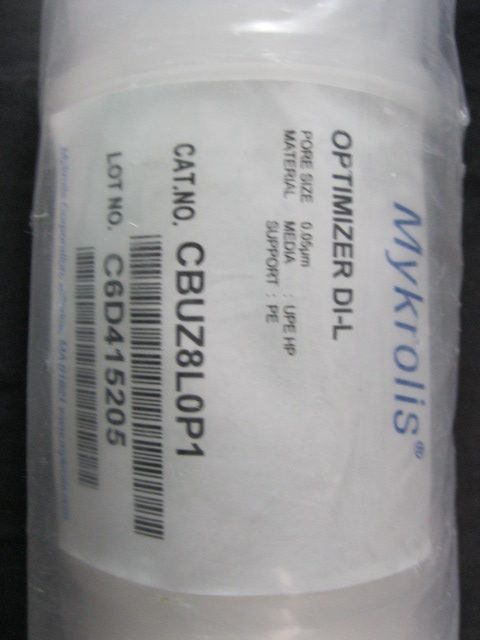 Mykrolis®
OPTIMIZER DI-L
PORE SIZE 0.05µm
MATERIAL MEDIA : UPE HP
SUPPORT : PE
CAT.NO. CBUZ8L0P1
LOT NO. C6D415205